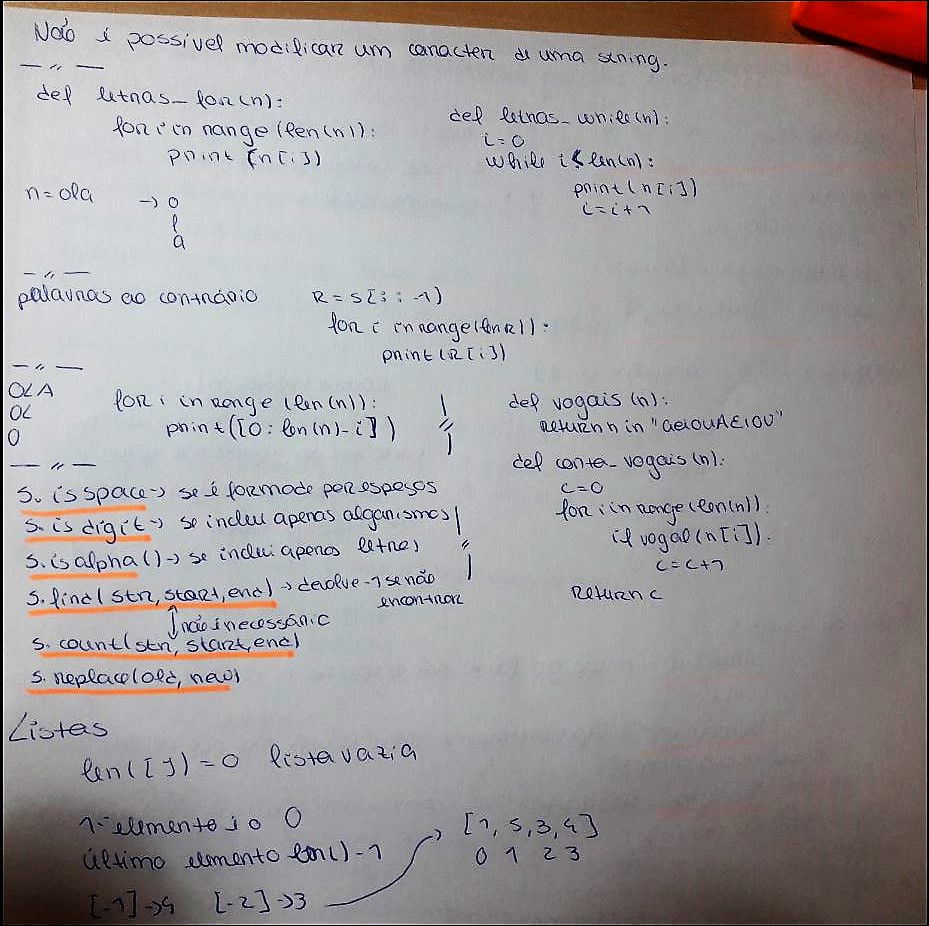 Não é possível modificar um caracter de uma string.
— " —
def letras_for(n):
for i in range(len(n)):
print(n[i])
def letras_while(n):
i=0
while i< len(n):
print(n[i])
i=i+1
n=ola → o
l
a
— " —
palavras ao contrário R = s[::-1]
for i in range(len R)):
print(R[i])
— " —
OLA
OL
O
for i in range (len(n)):
print([0: len(n)-i])
def vogais(n):
return n in "aeiouAEIOU"
def conta_vogais(n):
c=0
for i in range(len(n)):
if vogal(n[i]):
c=c+1
Return c
— " —
s. isspace → se é formado por espaços
s. isdigit → se inclui apenas algarismos
s. isalpha() → se inclui apenas letras
s. find(str, start, end) → devolve -1 se não
encontrar
↕ não é necessário
s. count(str, start, end)
s. replace(old, new)
Listas
len([])=0 lista vazia
1º elemento é o 0
último elemento len()-1
[-1]→4 [-2]→3
[1, 5, 3, 4]
0 1 2 3